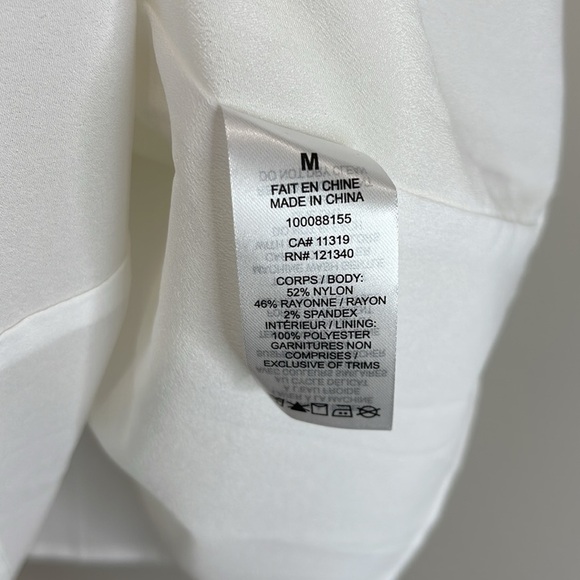 M
FAIT EN CHINE
MADE IN CHINA
100088155
CA# 11319
RN# 121340
CORPS / BODY:
52% NYLON
46% RAYONNE / RAYON
2% SPANDEX
INTÉRIEUR / LINING:
100% POLYESTER
GARNITURES NON
COMPRISES /
EXCLUSIVE OF TRIMS